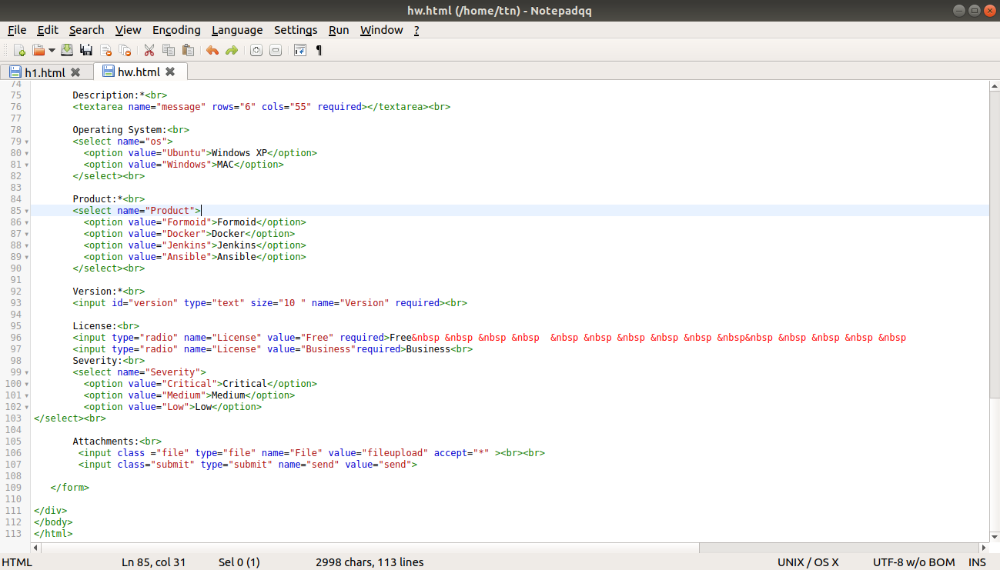 hw.html (/home/ttn) - Notepadqq
File Edit Search View Encoding Language Settings Run Window ?
h1.html hw.html
74
75 Description:*<br>
76 <textarea name="message" rows="6" cols="55" required></textarea><br>
77
78 Operating System:<br>
79 <select name="os">
80 <option value="Ubuntu">Windows XP</option>
81 <option value="Windows">MAC</option>
82 </select><br>
83
84 Product:*<br>
85 <select name="Product">
86 <option value="Formoid">Formoid</option>
87 <option value="Docker">Docker</option>
88 <option value="Jenkins">Jenkins</option>
89 <option value="Ansible">Ansible</option>
90 </select><br>
91
92 Version:*<br>
93 <input id="version" type="text" size="10 " name="Version" required><br>
94
95 License:<br>
96 <input type="radio" name="License" value="Free" required>Free&nbsp &nbsp &nbsp &nbsp  &nbsp &nbsp &nbsp &nbsp &nbsp &nbsp&nbsp &nbsp &nbsp &nbsp &nbsp
97 <input type="radio" name="License" value="Business"required>Business<br>
98 Severity:<br>
99 <select name="Severity">
100 <option value="Critical">Critical</option>
101 <option value="Medium">Medium</option>
102 <option value="Low">Low</option>
103 </select><br>
104
105 Attachments:<br>
106 <input class ="file" type="file" name="File" value="fileupload" accept="*" ><br><br>
107 <input class="submit" type="submit" name="send" value="send">
108
109 </form>
110
111 </div>
112 </body>
113 </html>
HTML Ln 85, col 31 Sel 0 (1) 2998 chars, 113 lines UNIX / OS X UTF-8 w/o BOM INS